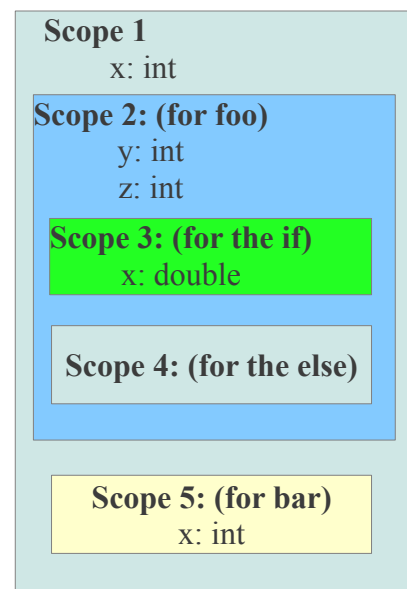 Scope 1
x: int
Scope 2: (for foo)
y: int
z: int
Scope 3: (for the if)
x: double
Scope 4: (for the else)
Scope 5: (for bar)
x: int